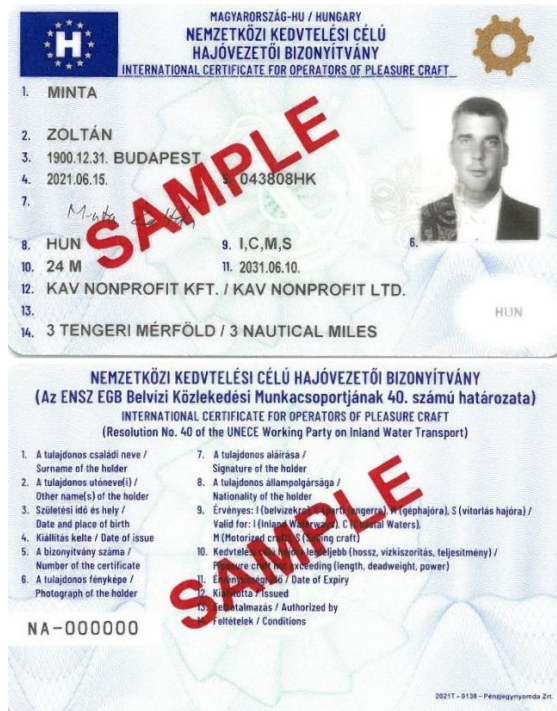 MAGYARORSZÁG-HU / HUNGARY
NEMZETKÖZI KEDVTELÉSI CÉLÚ
HAJÓVEZETŐI BIZONYÍTVÁNY
INTERNATIONAL CERTIFICATE FOR OPERATORS OF PLEASURE CRAFT
H
1. MINTA
2. ZOLTÁN
3. 1900.12.31. BUDAPEST
4. 2021.06.15. 5. 043808HK
7. Minta Zoltán
8. HUN 9. I,C,M,S 6.
10. 24 M 11. 2031.06.10.
12. KAV NONPROFIT KFT. / KAV NONPROFIT LTD.
13.
HUN
14. 3 TENGERI MÉRFÖLD / 3 NAUTICAL MILES
SAMPLE
NEMZETKÖZI KEDVTELÉSI CÉLÚ HAJÓVEZETŐI BIZONYÍTVÁNY
(Az ENSZ EGB Belvízi Közlekedési Munkacsoportjának 40. számú határozata)
INTERNATIONAL CERTIFICATE FOR OPERATORS OF PLEASURE CRAFT
(Resolution No. 40 of the UNECE Working Party on Inland Water Transport)
1. A tulajdonos családi neve /
Surname of the holder
2. A tulajdonos utóneve(i) /
Other name(s) of the holder
3. Születési idő és hely /
Date and place of birth
4. Kiállítás kelte / Date of issue
5. A bizonyítvány száma /
Number of the certificate
6. A tulajdonos fényképe /
Photograph of the holder
7. A tulajdonos aláírása /
Signature of the holder
8. A tulajdonos állampolgársága /
Nationality of the holder
9. Érvényes: I (belvizekre), (géphajóra), S (vitorlás hajóra) /
Valid for: I (Inland Waterways), C (Coastal Waters),
M (Motorized craft), S (Sailing craft)
10. Kedvtelési célú (hossz, vízkiszorítás, teljesítmény) /
Pleasure craft not exceeding (length, deadweight, power)
11. / Date of Expiry
12. Kiállította / Issued
13. Felhatalmazás / Authorized by
14. Feltételek / Conditions
SAMPLE
NA-000000
2021T - 9138 - Pénzjegynyomda Zrt.